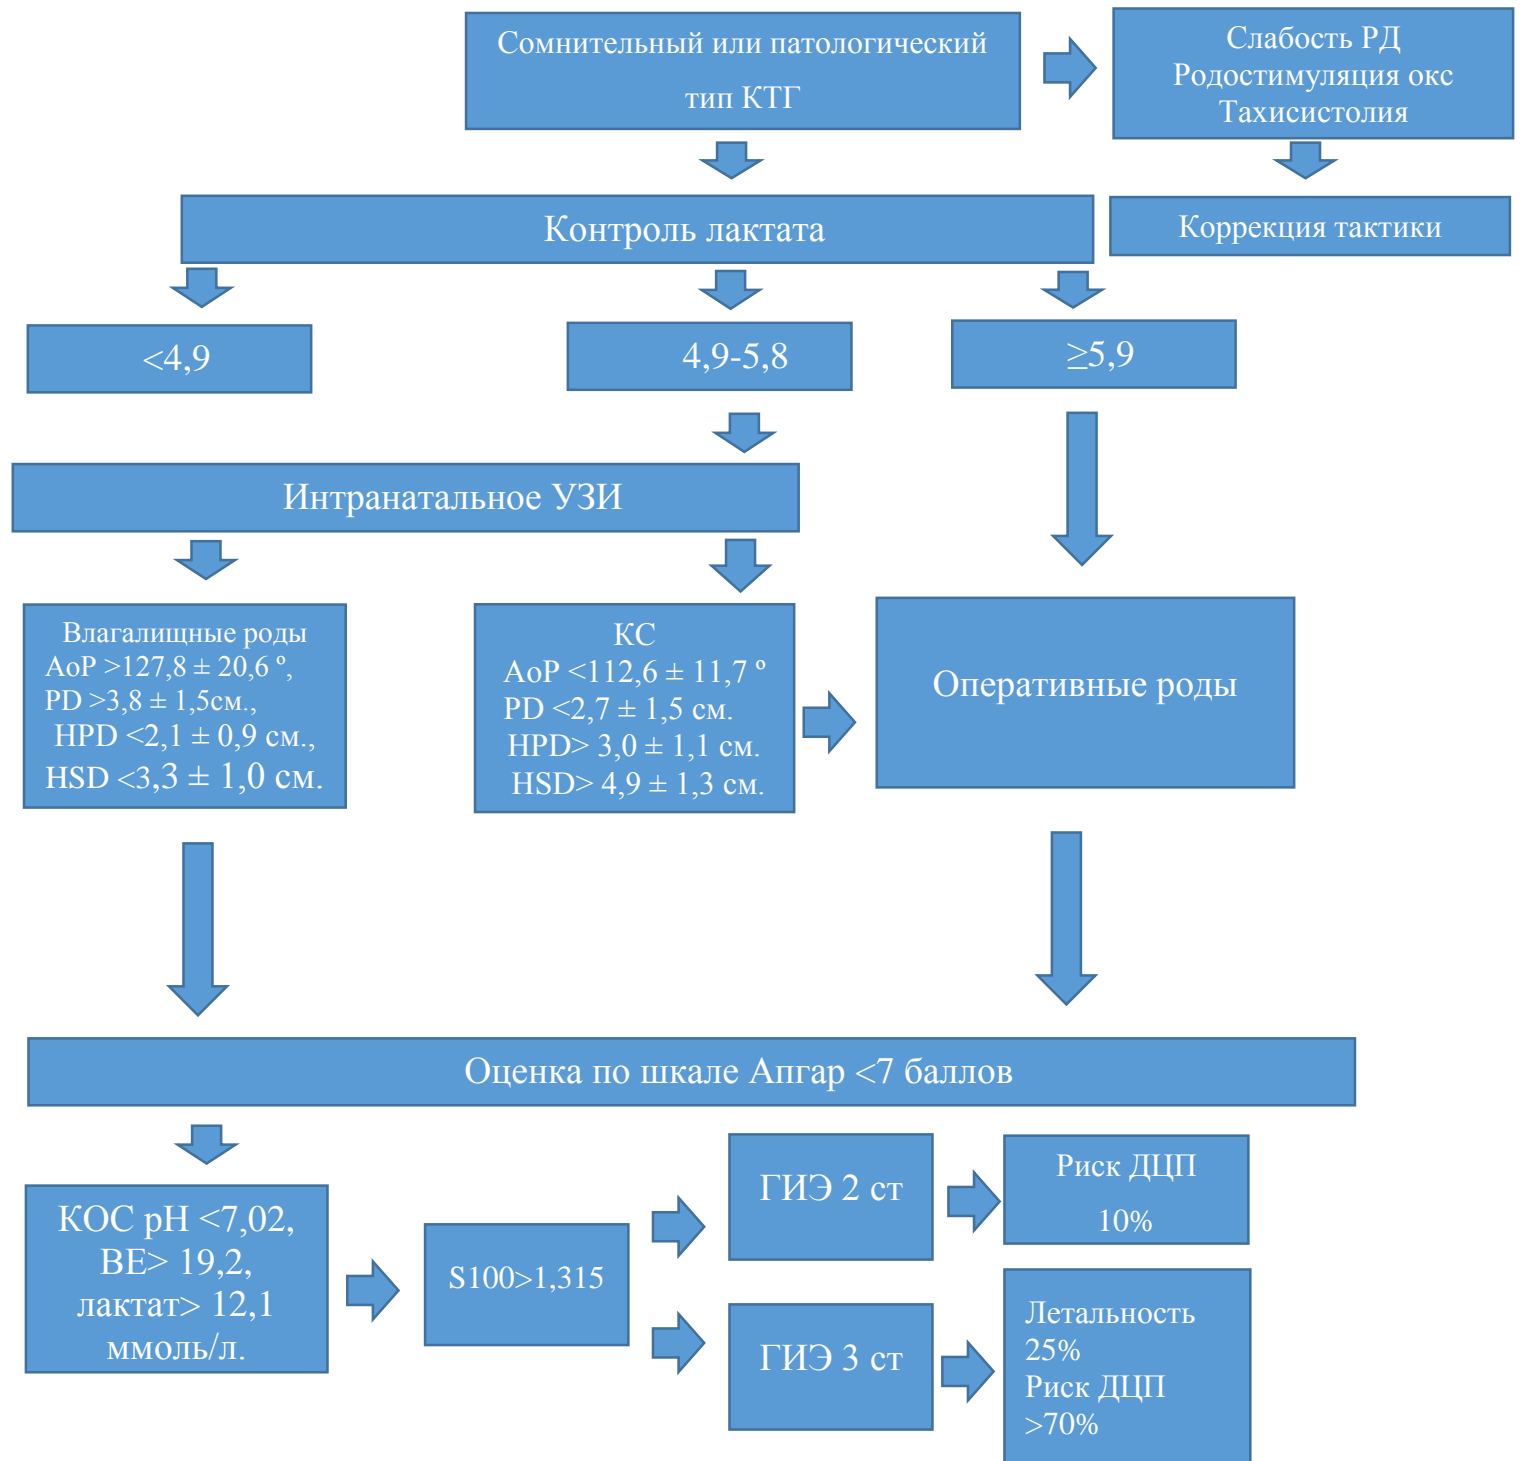 Сомнительный или патологический
тип КТГ
Слабость РД
Родостимуляция окс
Тахисистолия
Контроль лактата
Коррекция тактики
<4,9
4,9-5,8
≥5,9
Интранатальное УЗИ
Влагалищные роды
AoP >127,8 ± 20,6 º,
PD >3,8 ± 1,5см.,
HPD <2,1 ± 0,9 см.,
HSD <3,3 ± 1,0 см.
КС
AoP <112,6 ± 11,7 º
PD <2,7 ± 1,5 см.
HPD> 3,0 ± 1,1 см.
HSD> 4,9 ± 1,3 см.
Оперативные роды
Оценка по шкале Апгар <7 баллов
КОС pH <7,02,
BE> 19,2,
лактат> 12,1
ммоль/л.
S100>1,315
ГИЭ 2 ст
Риск ДЦП
10%
ГИЭ 3 ст
Летальность
25%
Риск ДЦП
>70%